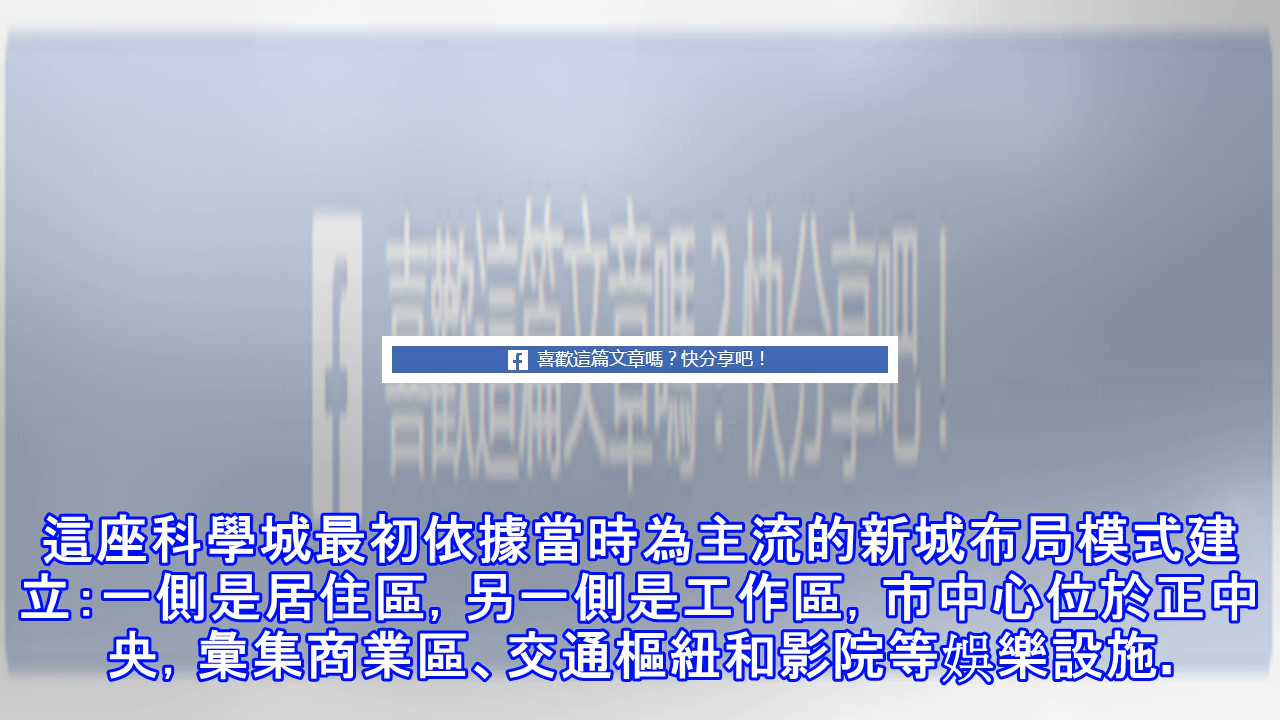 喜歡這篇文章嗎？快分享吧！
喜歡這篇文章嗎？快分享吧！
這座科學城最初依據當時為主流的新城布局模式建
立：一側是居住區，另一側是工作區，市中心位於正中
央，彙集商業區、交通樞紐和影院等娛樂設施．